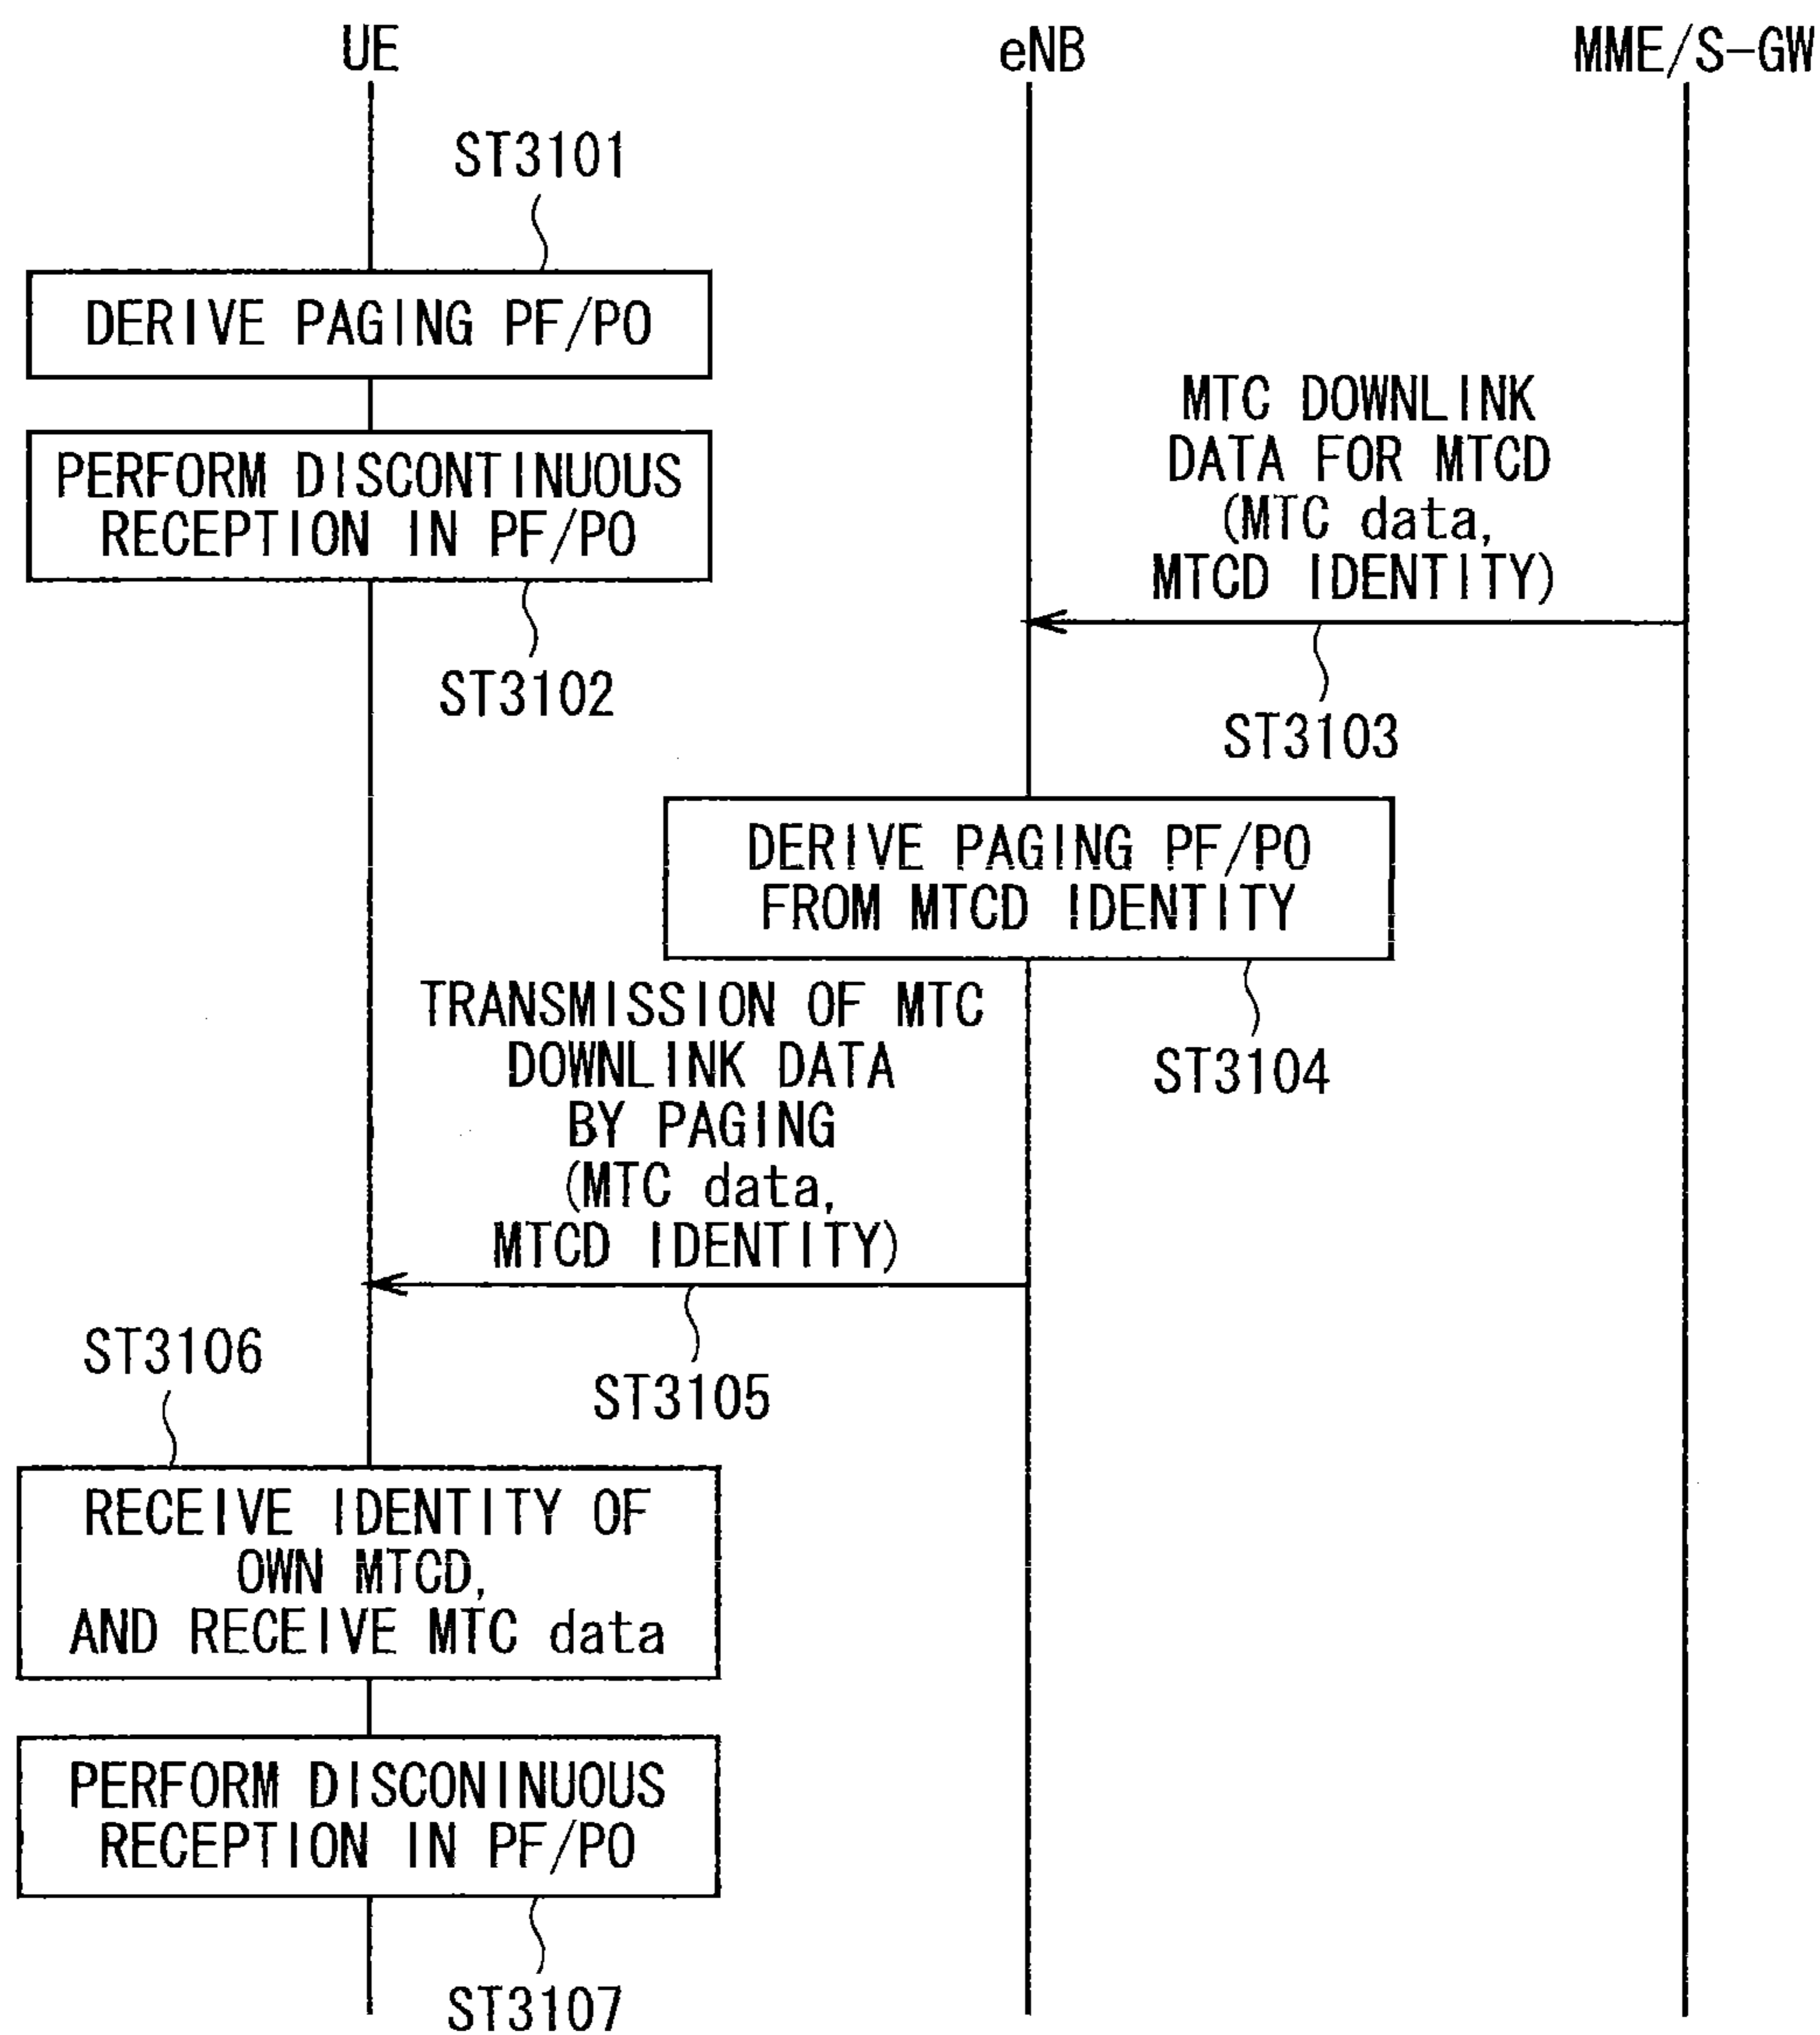 UE
eNB
MME/S-GW
ST3101
DERIVE PAGING PF/PO
PERFORM DISCONTINUOUS
RECEPTION IN PF/PO
ST3102
MTC DOWNLINK
DATA FOR MTCD
(MTC data,
MTCD IDENTITY)
ST3103
DERIVE PAGING PF/PO
FROM MTCD IDENTITY
ST3104
TRANSMISSION OF MTC
DOWNLINK DATA
BY PAGING
(MTC data,
MTCD IDENTITY)
ST3105
ST3106
RECEIVE IDENTITY OF
OWN MTCD,
AND RECEIVE MTC data
PERFORM DISCONINUOUS
RECEPTION IN PF/PO
ST3107